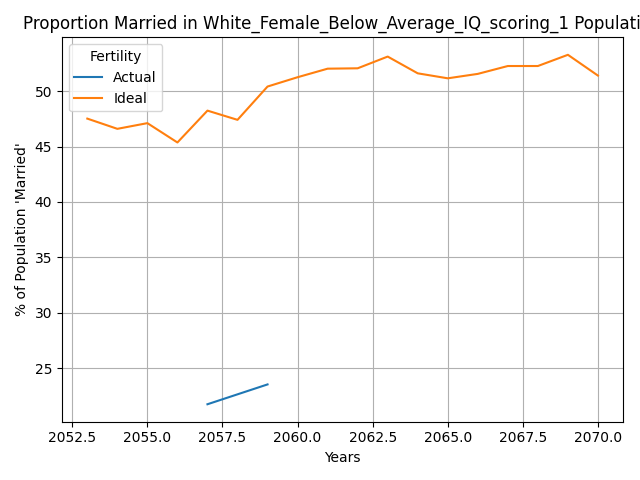 Proportion Married in White_Female_Below_Average_IQ_scoring_1 Populati
Fertility
Actual
Ideal
50
45
40
35
30
25
% of Population 'Married'
2052.5 2055.0 2057.5 2060.0 2062.5 2065.0 2067.5 2070.0
Years